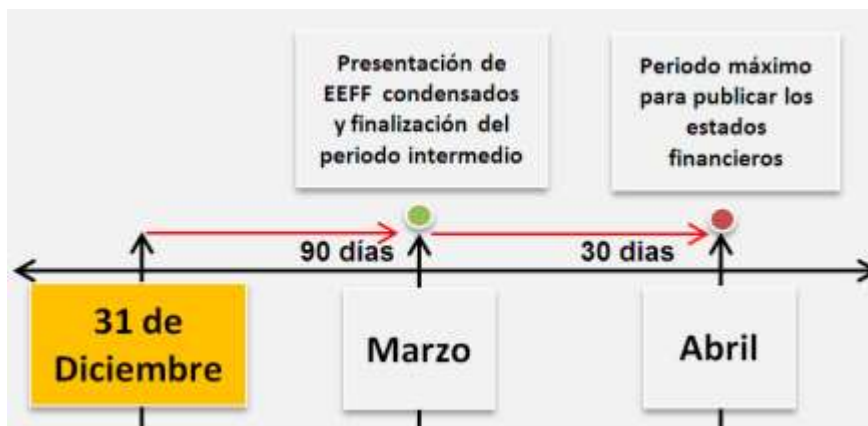 Presentación de
EEFF condensados
y finalización del
periodo intermedio
Periodo máximo
para publicar los
estados
financieros
90 días
30 dias
31 de
Diciembre
Marzo
Abril